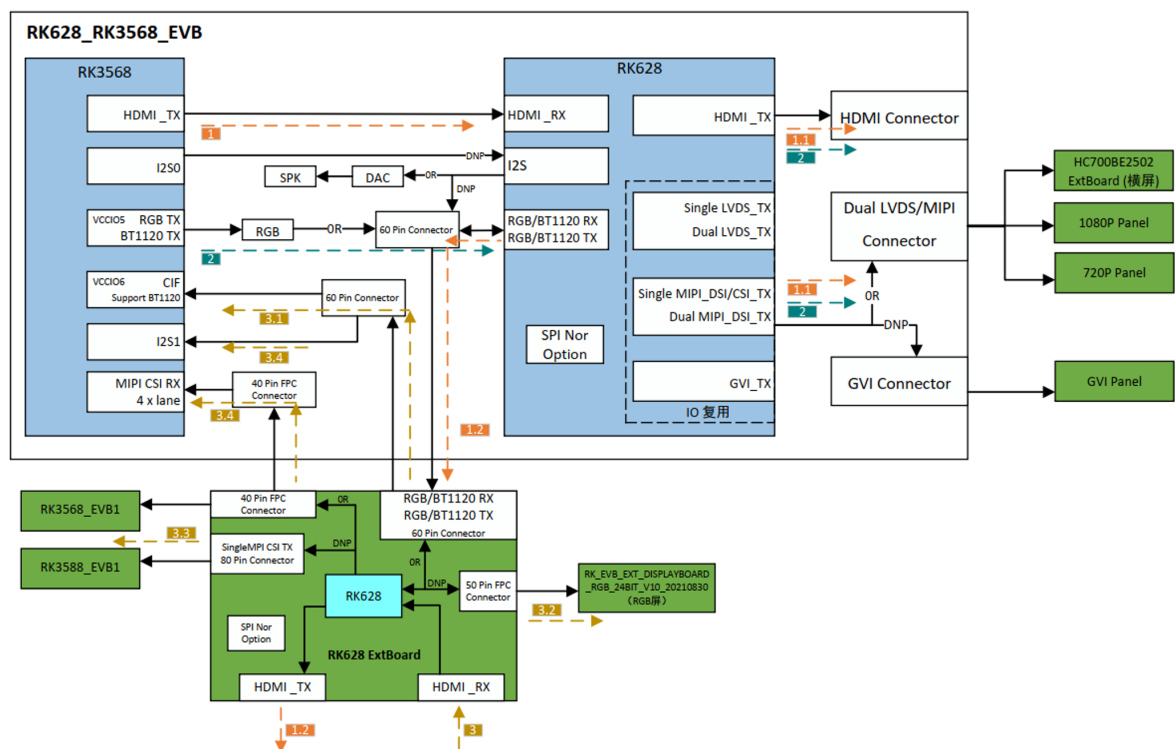 RK628_RK3568_EVB
RK3568
RK628
HDMI _TX
HDMI _RX
HDMI _TX
HDMI Connector
1
1.1
2
I2S0
DNP
I2S
SPK
DAC
0R
DNP
HC700BE2502
ExtBoard (横屏)
VCCIO5 RGB TX
BT1120 TX
RGB
0R
60 Pin Connector
RGB/BT1120 RX
RGB/BT1120 TX
Single LVDS_TX
Dual LVDS_TX
Dual LVDS/MIPI
Connector
1080P Panel
2
1.2
720P Panel
VCCIO6 CIF
Support BT1120
60 Pin Connector
3.1
Single MIPI_DSI/CSI_TX
Dual MIPI_DSI_TX
1.1
2
0R
DNP
I2S1
3.4
SPI Nor
Option
MIPI CSI RX
4 x lane
40 Pin FPC
Connector
3.4
GVI_TX
IO 复用
GVI Connector
GVI Panel
1.2
RK3568_EVB1
40 Pin FPC
Connector
0R
RGB/BT1120 RX
RGB/BT1120 TX
60 Pin Connector
3.3
RK3588_EVB1
SingleMPI CSI TX
80 Pin Connector
DNP
0R
RK628
DNP
50 Pin FPC
Connector
RK_EVB_EXT_DISPLAYBOARD
_RGB_24BIT_V10_20210830
（RGB屏）
3.2
SPI Nor
Option
RK628 ExtBoard
HDMI _TX
HDMI _RX
1.2
3